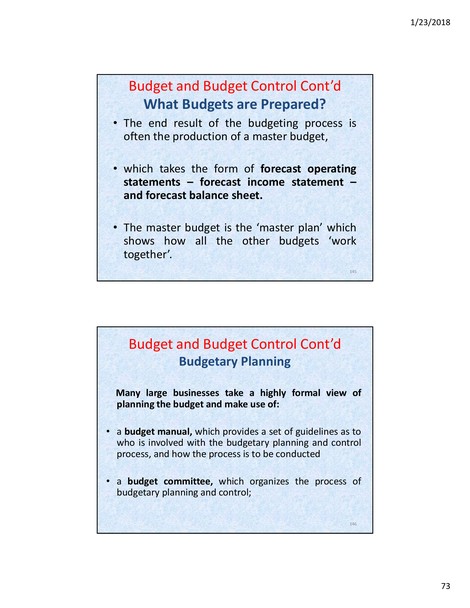 1/23/2018
Budget and Budget Control Cont’d
What Budgets are Prepared?
• The end result of the budgeting process is
often the production of a master budget,
• which takes the form of forecast operating
statements – forecast income statement –
and forecast balance sheet.
• The master budget is the ‘master plan’ which
shows how all the other budgets ‘work
together’.
Budget and Budget Control Cont’d
Budgetary Planning
Many large businesses take a highly formal view of
planning the budget and make use of:
• a budget manual, which provides a set of guidelines as to
who is involved with the budgetary planning and control
process, and how the process is to be conducted
• a budget committee, which organizes the process of
budgetary planning and control;
73